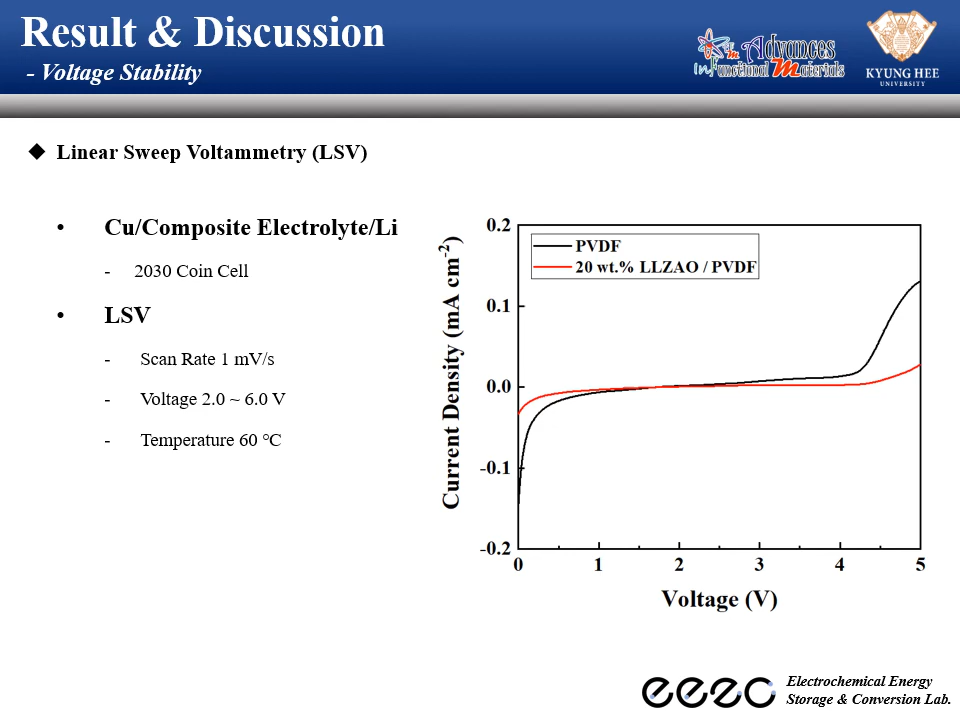 Result & Discussion
- Voltage Stability
Advances
in Functional Materials
KYUNG HEE
UNIVERSITY
◆ Linear Sweep Voltammetry (LSV)
• Cu/Composite Electrolyte/Li
- 2030 Coin Cell
• LSV
- Scan Rate 1 mV/s
- Voltage 2.0 ~ 6.0 V
- Temperature 60 ℃
Current Density (mA cm⁻²)
0.2
0.1
0.0
-0.1
-0.2
PVDF
20 wt.% LLZAO / PVDF
0 1 2 3 4 5
Voltage (V)
eesc
Electrochemical Energy
Storage & Conversion Lab.